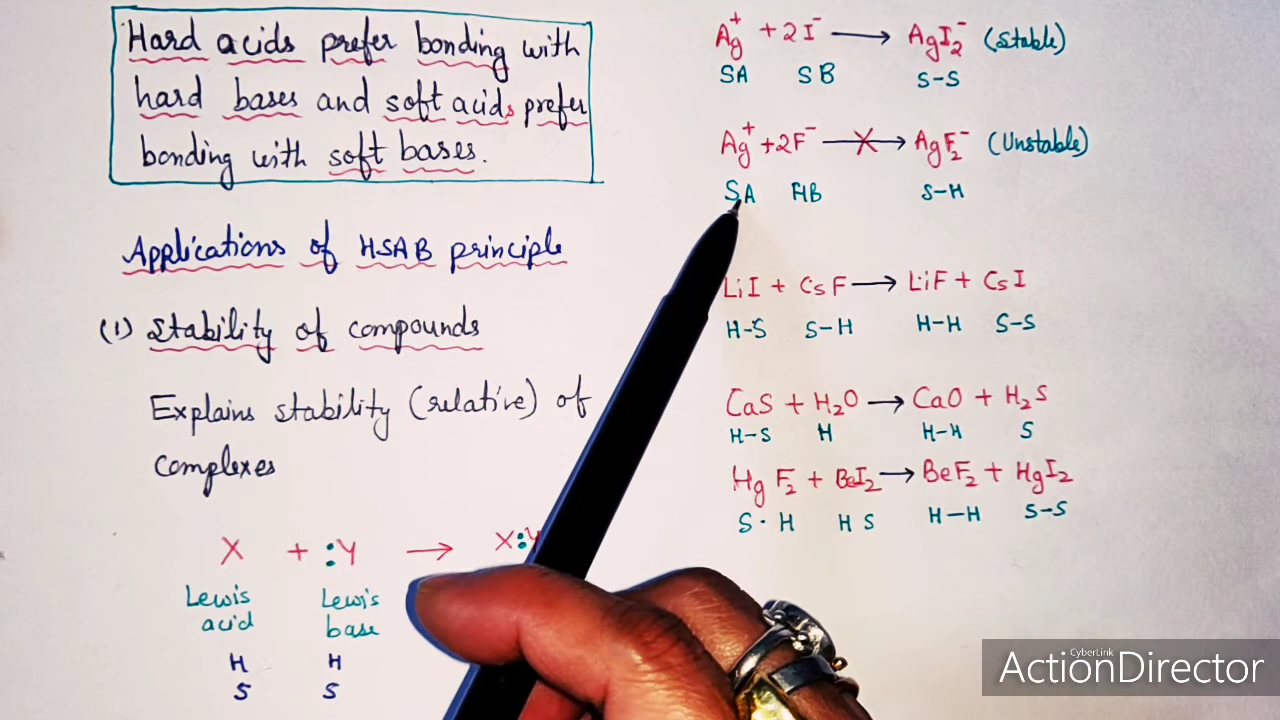 Hard acids prefer bonding with
hard bases and soft acids prefer
bonding with soft bases.
Applications of HSAB principle
(1) Stability of compounds
Explains stability (relative) of
complexes
X + :Y → X:Y
Lewis acid Lewis base
H H
S S
Ag⁺ + 2I⁻ → AgI₂⁻ (Stable)
SA SB S-S
Ag⁺ + 2F⁻ —X→ AgF₂⁻ (Unstable)
SA HB S-H
LiI + CsF → LiF + CsI
H-S S-H H-H S-S
CaS + H₂O → CaO + H₂S
H-S H H-H S
HgF₂ + BeI₂ → BeF₂ + HgI₂
S·H H S H-H S-S
CyberLink
ActionDirector